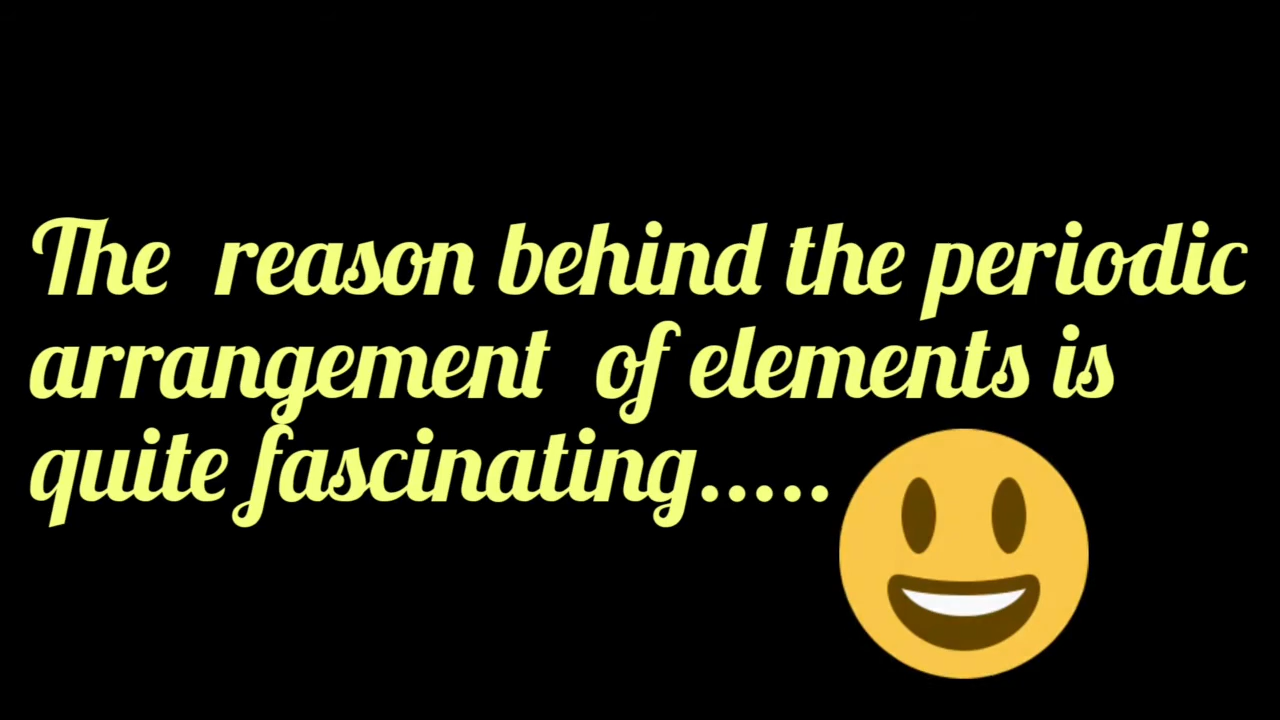 The  reason behind the periodic
arrangement  of elements is
quite fascinating.....